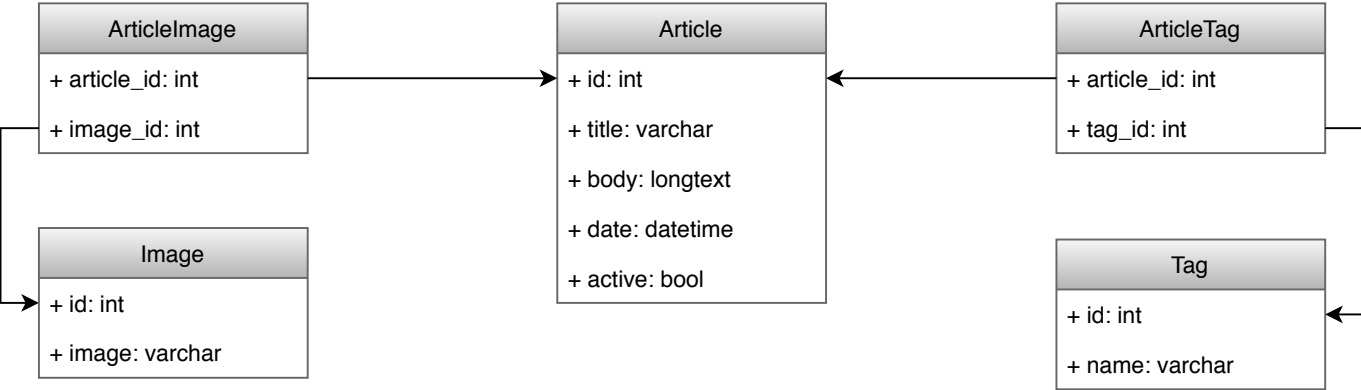 ArticleImage
+ article_id: int
+ image_id: int
Image
+ id: int
+ image: varchar
Article
+ id: int
+ title: varchar
+ body: longtext
+ date: datetime
+ active: bool
ArticleTag
+ article_id: int
+ tag_id: int
Tag
+ id: int
+ name: varchar